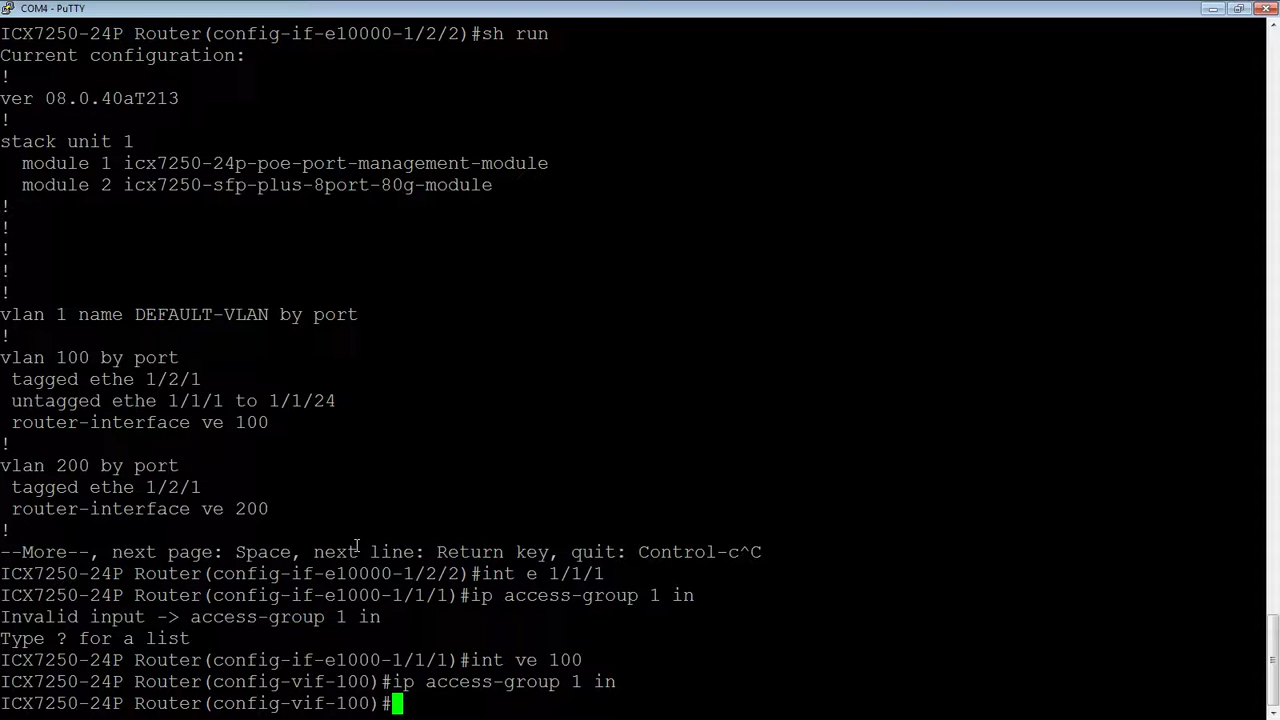 COM4 - PuTTY
ICX7250-24P Router(config-if-e10000-1/2/2)#sh run
Current configuration:
!
ver 08.0.40aT213
!
stack unit 1
  module 1 icx7250-24p-poe-port-management-module
  module 2 icx7250-sfp-plus-8port-80g-module
!
!
!
!
!
vlan 1 name DEFAULT-VLAN by port
!
vlan 100 by port
 tagged ethe 1/2/1
 untagged ethe 1/1/1 to 1/1/24
 router-interface ve 100
!
vlan 200 by port
 tagged ethe 1/2/1
 router-interface ve 200
!
--More--, next page: Space, next line: Return key, quit: Control-c^C
ICX7250-24P Router(config-if-e10000-1/2/2)#int e 1/1/1
ICX7250-24P Router(config-if-e1000-1/1/1)#ip access-group 1 in
Invalid input -> access-group 1 in
Type ? for a list
ICX7250-24P Router(config-if-e1000-1/1/1)#int ve 100
ICX7250-24P Router(config-vif-100)#ip access-group 1 in
ICX7250-24P Router(config-vif-100)#